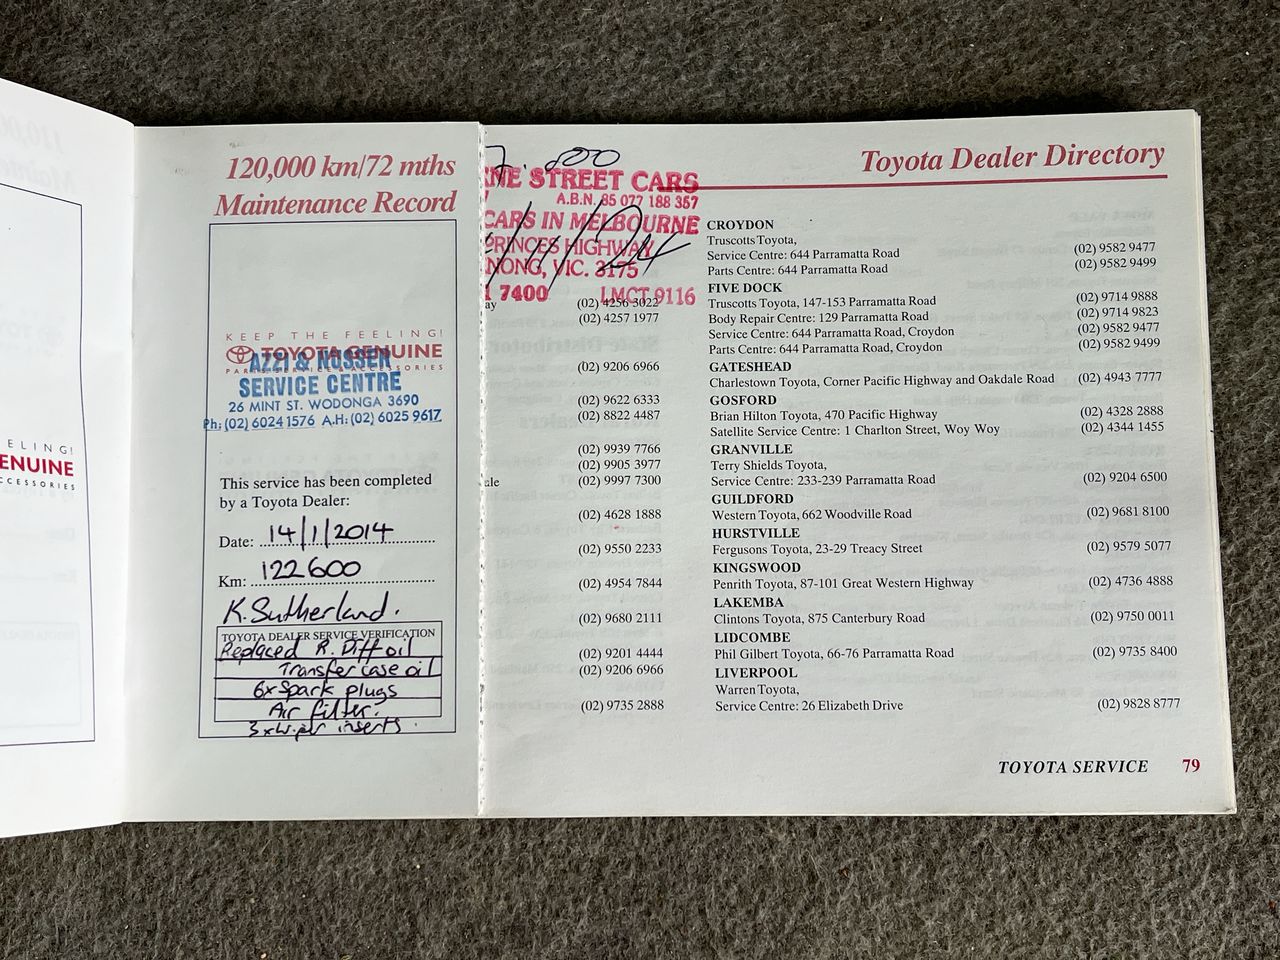 ELING!
ENUINE
CCESSORIES
120,000 km/72 mths
Maintenance Record
KEEP THE FEELING!
TOYOTA GENUINE
PARTS SERVICE ACCESSORIES
AZZI & NUSSER
SERVICE CENTRE
26 MINT ST. WODONGA 3690
Ph: (02) 6024 1576 A.H: (02) 6025 9617
This service has been completed
by a Toyota Dealer:
Date: 14/1/2014
Km: 122600
K. Sutherland.
TOYOTA DEALER SERVICE VERIFICATION
Replaced R. Diff oil
Transfer case oil
6x Spark plugs
Air filter.
3x Wiper inserts.
Toyota Dealer Directory
NE STREET CARS
A.B.N. 85 077 188 357
CARS IN MELBOURNE
PRINCES HIGHWAY
NONG, VIC. 3175
7400 LMCT 9116
ay (02) 4256 3022
(02) 4257 1977
(02) 9206 6966
(02) 9622 6333
(02) 8822 4487
(02) 9939 7766
(02) 9905 3977
ale (02) 9997 7300
(02) 4628 1888
(02) 9550 2233
(02) 4954 7844
(02) 9680 2111
(02) 9201 4444
(02) 9206 6966
(02) 9735 2888
CROYDON
Truscotts Toyota,
Service Centre: 644 Parramatta Road (02) 9582 9477
Parts Centre: 644 Parramatta Road (02) 9582 9499
FIVE DOCK
Truscotts Toyota, 147-153 Parramatta Road (02) 9714 9888
Body Repair Centre: 129 Parramatta Road (02) 9714 9823
Service Centre: 644 Parramatta Road, Croydon (02) 9582 9477
Parts Centre: 644 Parramatta Road, Croydon (02) 9582 9499
GATESHEAD
Charlestown Toyota, Corner Pacific Highway and Oakdale Road (02) 4943 7777
GOSFORD
Brian Hilton Toyota, 470 Pacific Highway (02) 4328 2888
Satellite Service Centre: 1 Charlton Street, Woy Woy (02) 4344 1455
GRANVILLE
Terry Shields Toyota,
Service Centre: 233-239 Parramatta Road (02) 9204 6500
GUILDFORD
Western Toyota, 662 Woodville Road (02) 9681 8100
HURSTVILLE
Fergusons Toyota, 23-29 Treacy Street (02) 9579 5077
KINGSWOOD
Penrith Toyota, 87-101 Great Western Highway (02) 4736 4888
LAKEMBA
Clintons Toyota, 875 Canterbury Road (02) 9750 0011
LIDCOMBE
Phil Gilbert Toyota, 66-76 Parramatta Road (02) 9735 8400
LIVERPOOL
Warren Toyota,
Service Centre: 26 Elizabeth Drive (02) 9828 8777
TOYOTA SERVICE 79